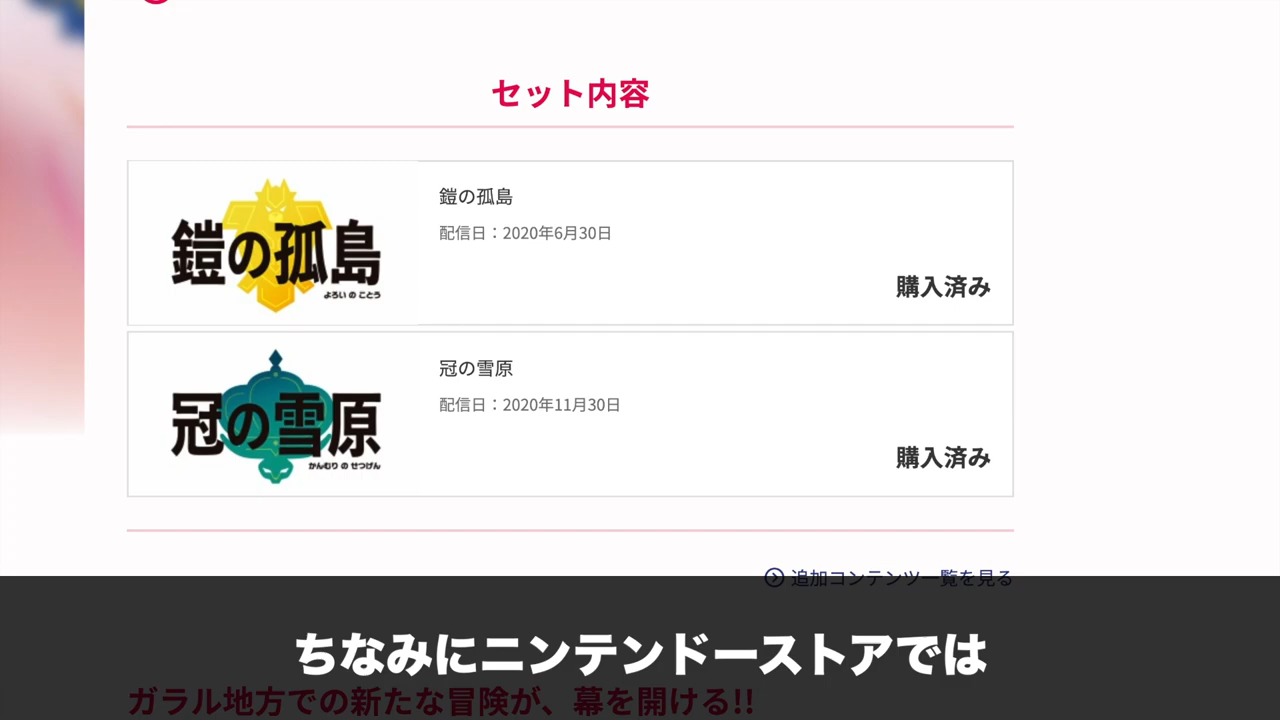 セット内容
鎧の孤島
よろい の ことう
鎧の孤島
配信日：2020年6月30日
購入済み
冠の雪原
かんむり の せつげん
冠の雪原
配信日：2020年11月30日
購入済み
追加コンテンツ一覧を見る
ちなみにニンテンドーストアでは
ガラル地方での新たな冒険が、幕を開ける!!